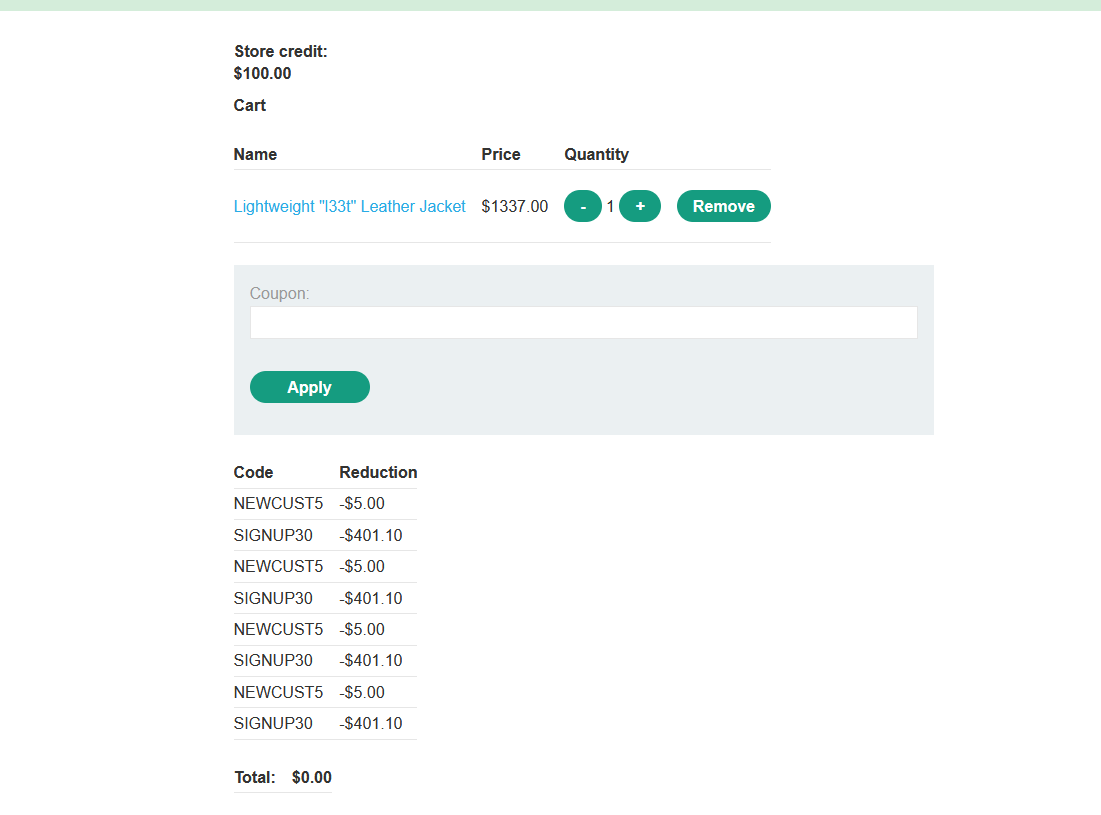 Store credit:
$100.00
Cart
Name Price Quantity
Lightweight "l33t" Leather Jacket $1337.00 - 1 + Remove
Coupon:
Apply
Code Reduction
NEWCUST5 -$5.00
SIGNUP30 -$401.10
NEWCUST5 -$5.00
SIGNUP30 -$401.10
NEWCUST5 -$5.00
SIGNUP30 -$401.10
NEWCUST5 -$5.00
SIGNUP30 -$401.10
Total: $0.00